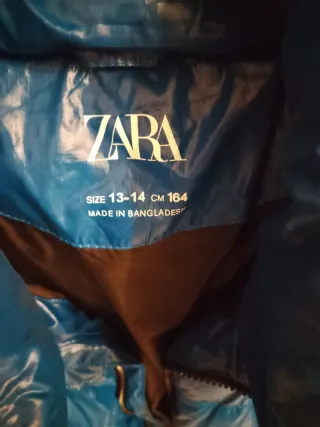 ZARA
SIZE 13-14 CM 164
MADE IN BANGLADESH